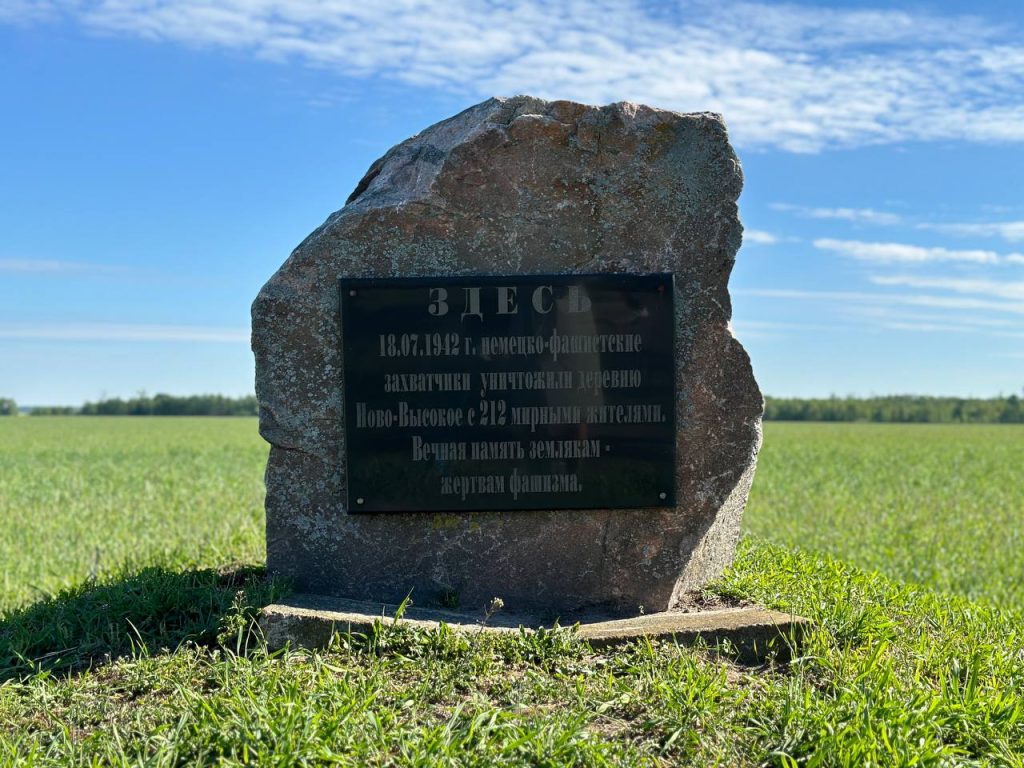 ЗДЕСЬ
18.07.1942 г. немецко-фашистские
захватчики уничтожили деревню
Ново-Высокое с 212 мирными жителями.
Вечная память землякам -
жертвам фашизма.